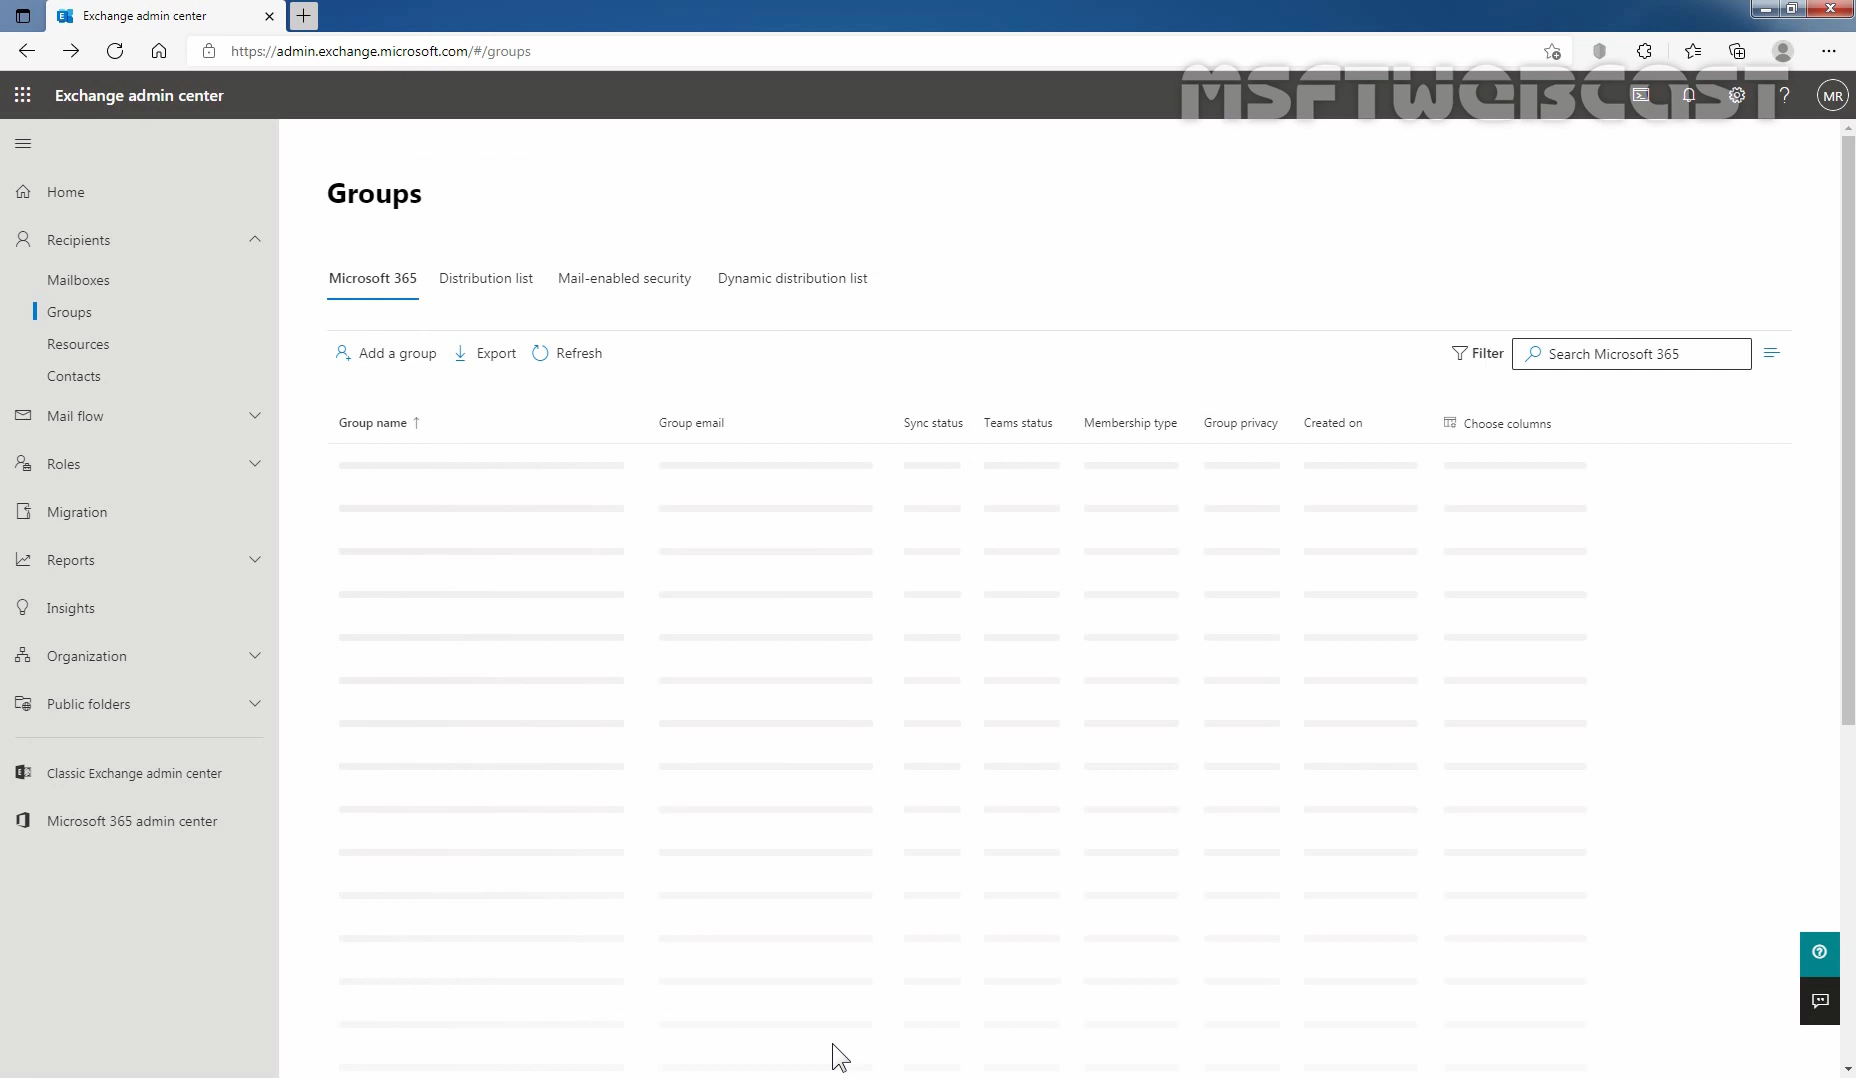 Exchange admin center
https://admin.exchange.microsoft.com/#/groups
MSFTWEBCAST
Exchange admin center
MR
Home
Groups
Recipients
Mailboxes
Microsoft 365
Distribution list
Mail-enabled security
Dynamic distribution list
Groups
Resources
Add a group
Export
Refresh
Filter
Search Microsoft 365
Contacts
Mail flow
Group name
Group email
Sync status
Teams status
Membership type
Group privacy
Created on
Choose columns
Roles
Migration
Reports
Insights
Organization
Public folders
Classic Exchange admin center
Microsoft 365 admin center